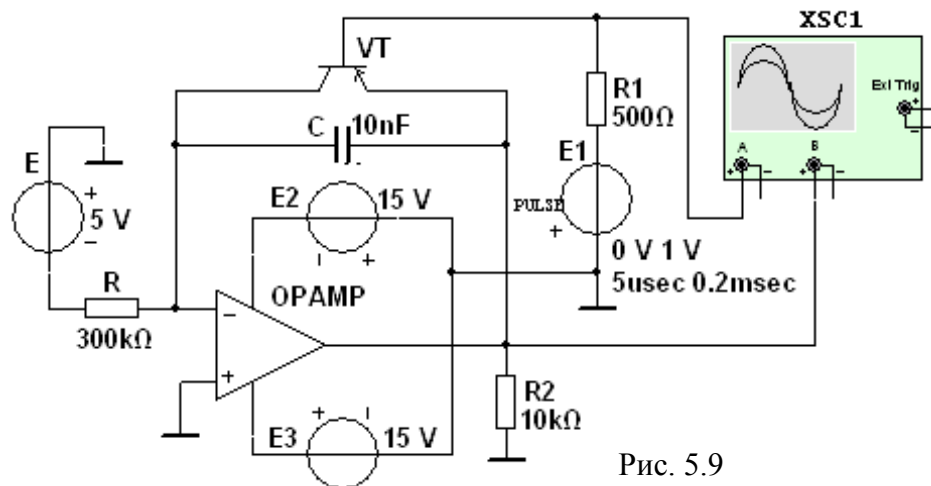 XSC1
VT
Ext Trig
R1
500Ω
C 10nF
A B
E1
E
E2 15 V
5 V
PULSE
0 V 1 V
5usec 0.2msec
R
OPAMP
300kΩ
R2
10kΩ
E3 15 V
Рис. 5.9